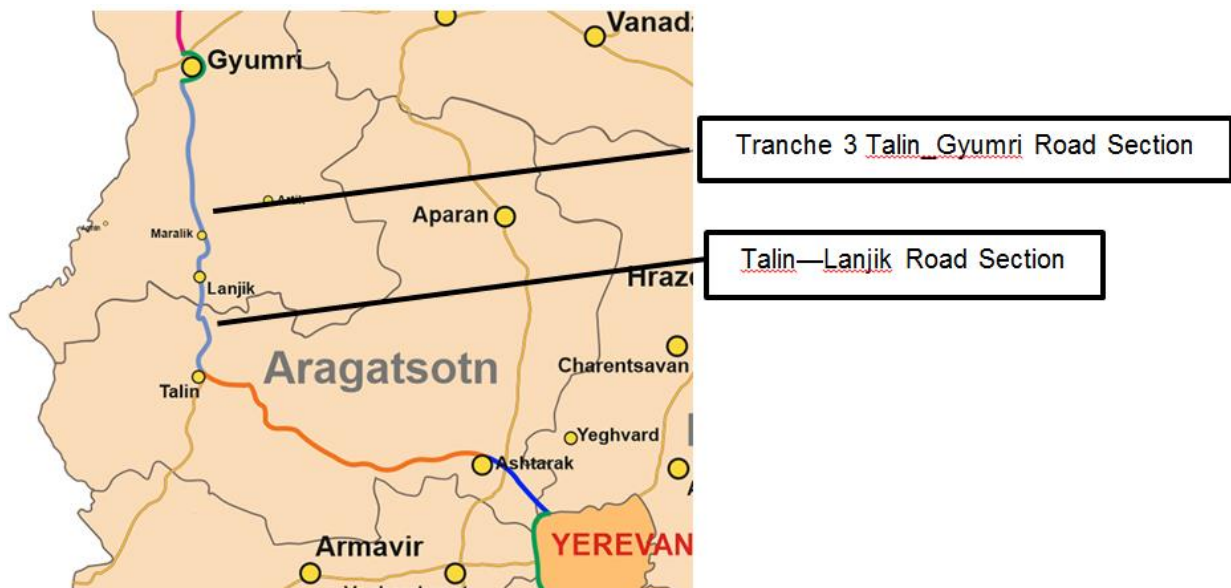 Vanadz
Gyumri
Tranche 3 Talin_Gyumri Road Section
Artik
Aparan
Maralik
Talin—Lanjik Road Section
Lanjik
Hrazd
Charentsavan
Aragatsotn
Talin
Yeghvard
Ashtarak
Armavir
YEREVAN